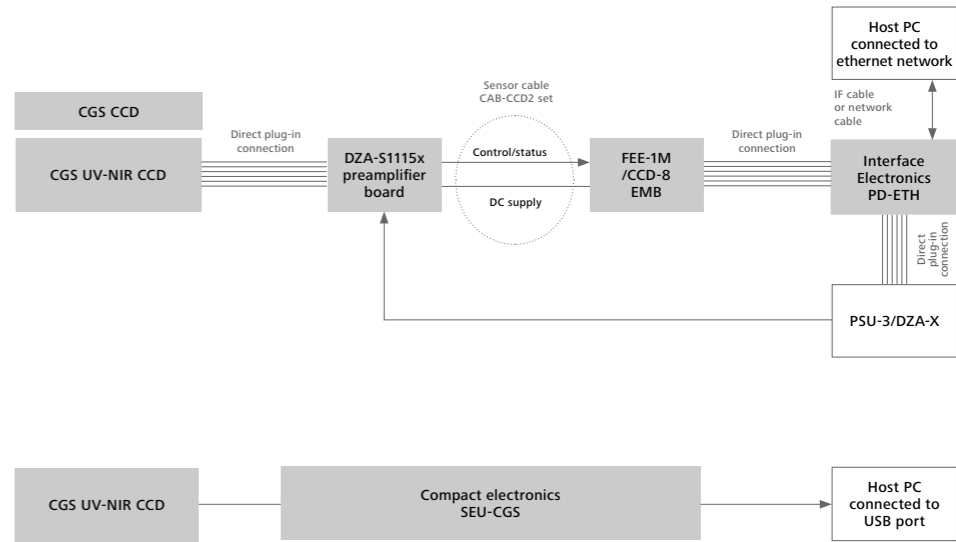 Host PC
connected to
ethernet network
Sensor cable
CAB-CCD2 set
IF cable
or network
cable
CGS CCD
Direct plug-in
connection
CGS UV-NIR CCD
DZA-S1115x
preamplifier
board
Control/status
DC supply
FEE-1M
/CCD-8
EMB
Direct plug-in
connection
Interface
Electronics
PD-ETH
Direct
plug-in
connection
PSU-3/DZA-X
CGS UV-NIR CCD
Compact electronics
SEU-CGS
Host PC
connected to
USB port